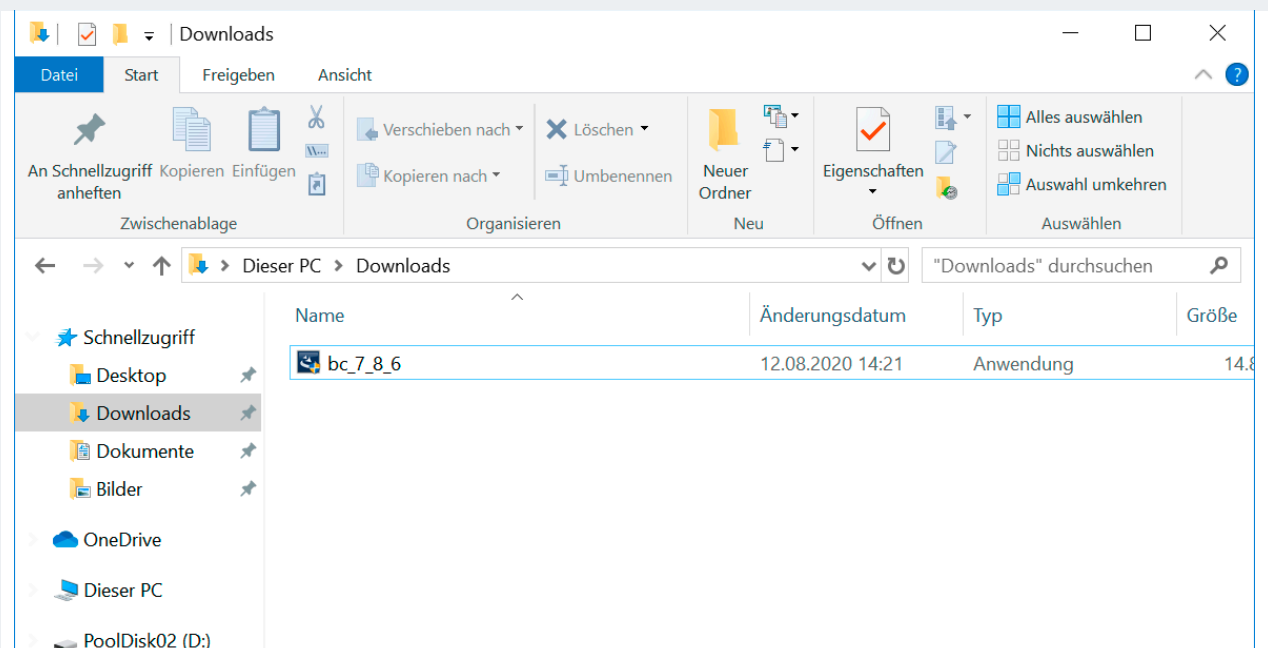 Downloads
Datei Start Freigeben Ansicht ?
An Schnellzugriff anheften Kopieren Einfügen W...
Zwischenablage
Verschieben nach Löschen
Kopieren nach Umbenennen
Organisieren
Neuer
Ordner
Neu
Eigenschaften
Öffnen
Alles auswählen
Nichts auswählen
Auswahl umkehren
Auswählen
Dieser PC > Downloads "Downloads" durchsuchen
Name Änderungsdatum Typ Größe
bc_7_8_6 12.08.2020 14:21 Anwendung 14.8
Schnellzugriff
Desktop
Downloads
Dokumente
Bilder
OneDrive
Dieser PC
PoolDisk02 (D:)